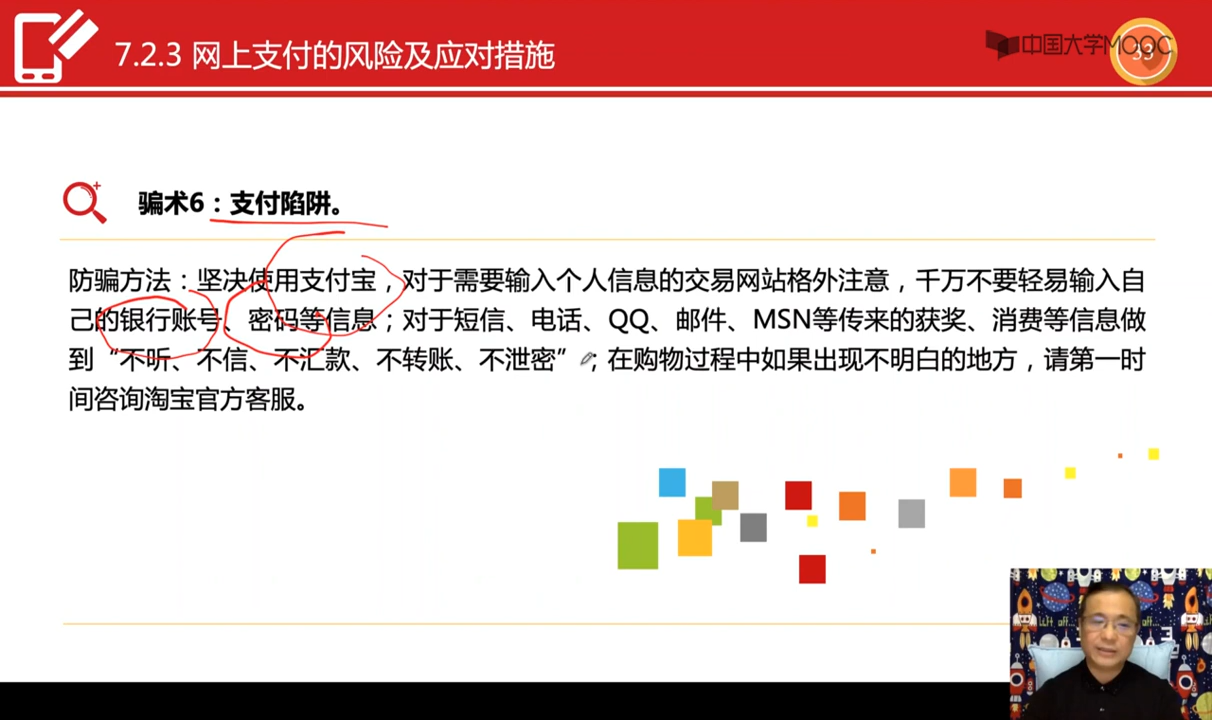 7.2.3 网上支付的风险及应对措施
中国大学MOOC
33
骗术6：支付陷阱。
防骗方法：坚决使用支付宝，对于需要输入个人信息的交易网站格外注意，千万不要轻易输入自
己的银行账号、密码等信息；对于短信、电话、QQ、邮件、MSN等传来的获奖、消费等信息做
到“不听、不信、不汇款、不转账、不泄密”；在购物过程中如果出现不明白的地方，请第一时
间咨询淘宝官方客服。